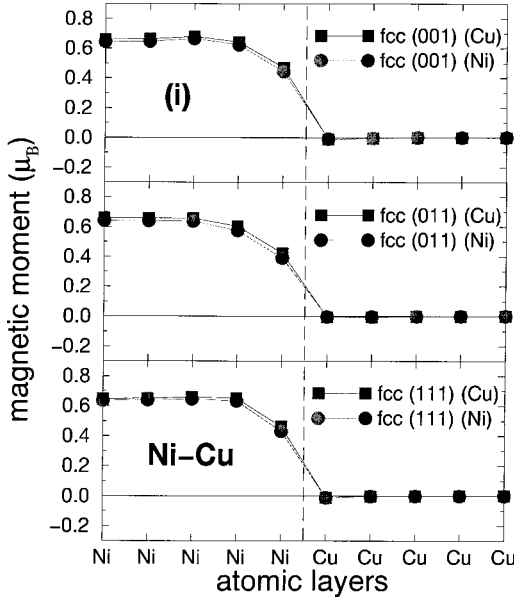 magnetic moment (μB)
0.8
0.6
0.4
0.2
0.0
−0.2
fcc (001) (Cu)
fcc (001) (Ni)
(i)
0.8
0.6
0.4
0.2
0.0
−0.2
fcc (011) (Cu)
fcc (011) (Ni)
0.8
0.6
0.4
0.2
0.0
−0.2
fcc (111) (Cu)
fcc (111) (Ni)
Ni−Cu
Ni Ni Ni Ni Ni Cu Cu Cu Cu Cu
atomic layers